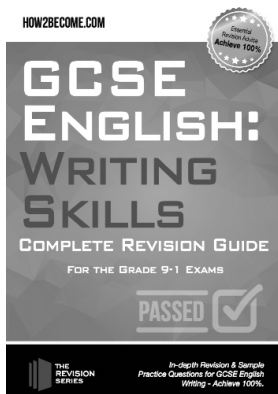 HOW2BECOME.COM
Essential
Revision Advice
Achieve 100%
GCSE
ENGLISH:
WRITING
SKILLS
COMPLETE REVISION GUIDE
FOR THE GRADE 9-1 EXAMS
PASSED
THE
REVISION
SERIES
In-depth Revision & Sample
Practice Questions for GCSE English
Writing - Achieve 100%.